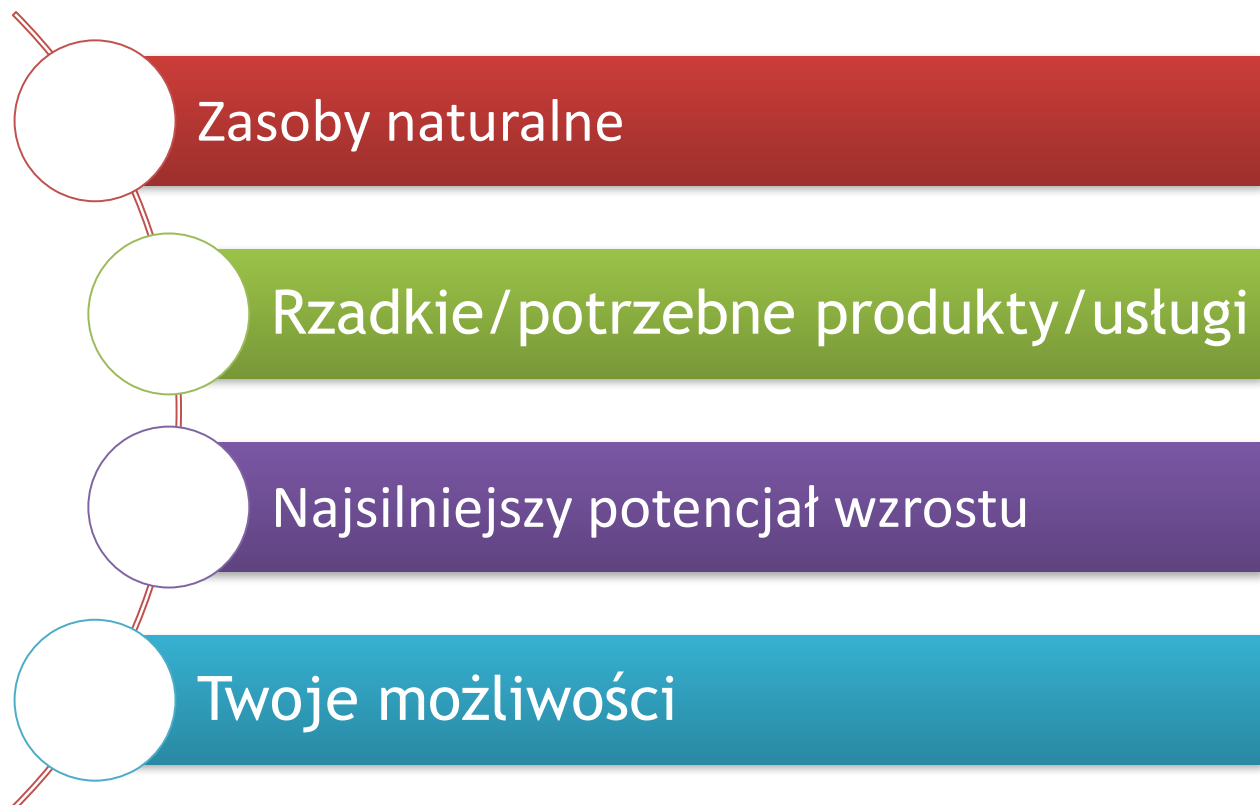 Zasoby naturalne
Rzadkie/potrzebne produkty/usługi
Najsilniejszy potencjał wzrostu
Twoje możliwości